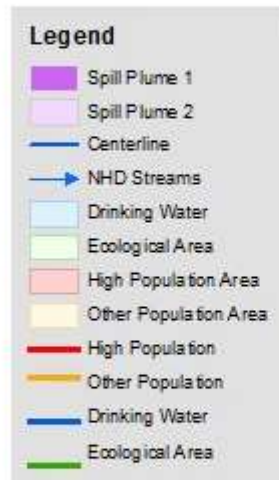 Legend
Spill Plume 1
Spill Plume 2
Centerline
NHD Streams
Drinking Water
Ecological Area
High Population Area
Other Population Area
High Population
Other Population
Drinking Water
Ecological Area